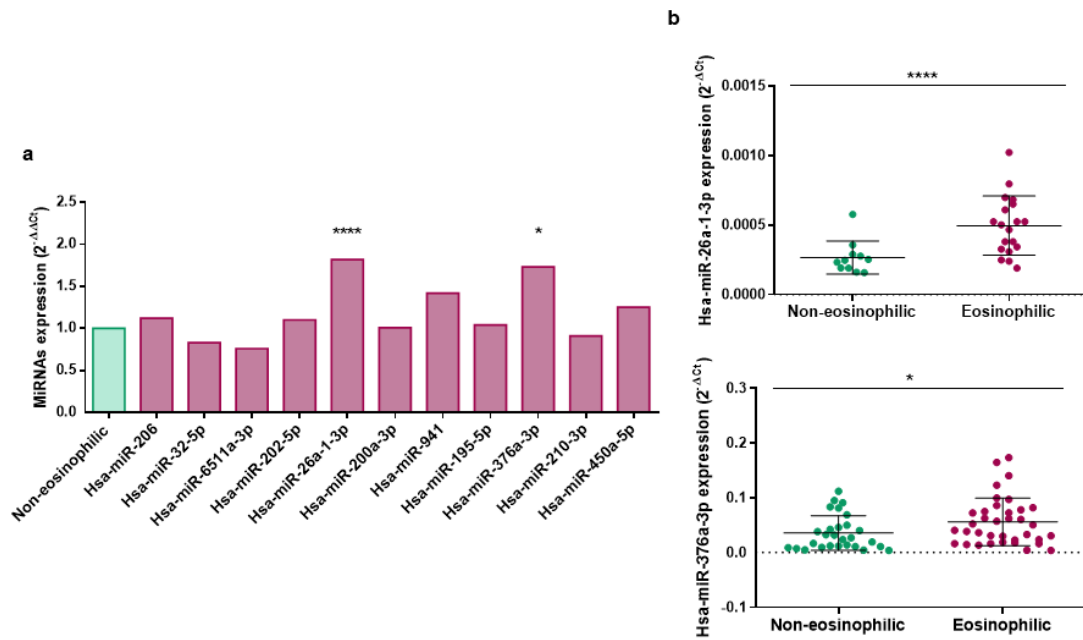 a
MiRNAs expression (2-ΔΔCt)
2.5
2.0
1.5
1.0
0.5
0.0
****
*
Non-eosinophilic
Hsa-miR-206
Hsa-miR-32-5p
Hsa-miR-6511a-3p
Hsa-miR-202-5p
Hsa-miR-26a-1-3p
Hsa-miR-200a-3p
Hsa-miR-941
Hsa-miR-195-5p
Hsa-miR-376a-3p
Hsa-miR-210-3p
Hsa-miR-450a-5p
b
Hsa-miR-26a-1-3p expression (2-ΔCt)
0.0015
0.0010
0.0005
0.0000
****
Non-eosinophilic
Eosinophilic
Hsa-miR-376a-3p expression (2-ΔCt)
0.3
0.2
0.1
0.0
-0.1
*
Non-eosinophilic
Eosinophilic